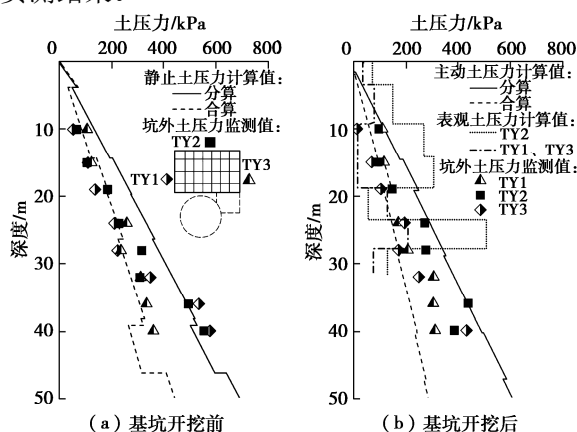 土压力/kPa
0 200 400 600 800
静止土压力计算值：
分算
合算
坑外土压力监测值：
TY2
TY1
TY3
10
20
30
40
50
深度/m
（a）基坑开挖前
土压力/kPa
0 200 400 600 800
主动土压力计算值：
分算
合算
表观土压力计算值：
TY2
TY1、TY3
坑外土压力监测值：
TY1
TY2
TY3
10
20
30
40
50
深度/m
（b）基坑开挖后